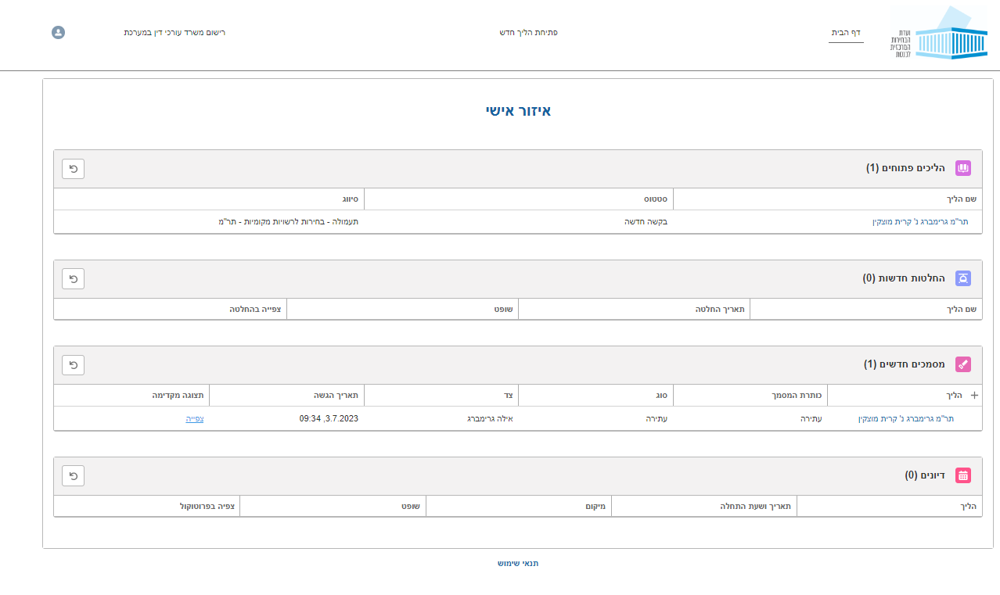 ועדת
הבחירות
המרכזית
לכנסת
דף הבית
פתיחת הליך חדש
רישום משרד עורכי דין במערכת
איזור אישי
הליכים פתוחים (1)
שם הליך סטטוס סיווג
תר"מ גרימברג נ' קרית מוצקין בקשה חדשה תעמולה - בחירות לרשויות מקומיות - תר"מ
החלטות חדשות (0)
שם הליך תאריך החלטה שופט צפייה בהחלטה
מסמכים חדשים (1)
הליך כותרת המסמך סוג צד תאריך הגשה תצוגה מקדימה
תר"מ גרימברג נ' קרית מוצקין עתירה עתירה אילה גרימברג 3.7.2023, 09:34 צפייה
דיונים (0)
הליך תאריך ושעת התחלה מיקום שופט צפיה בפרוטוקול
תנאי שימוש